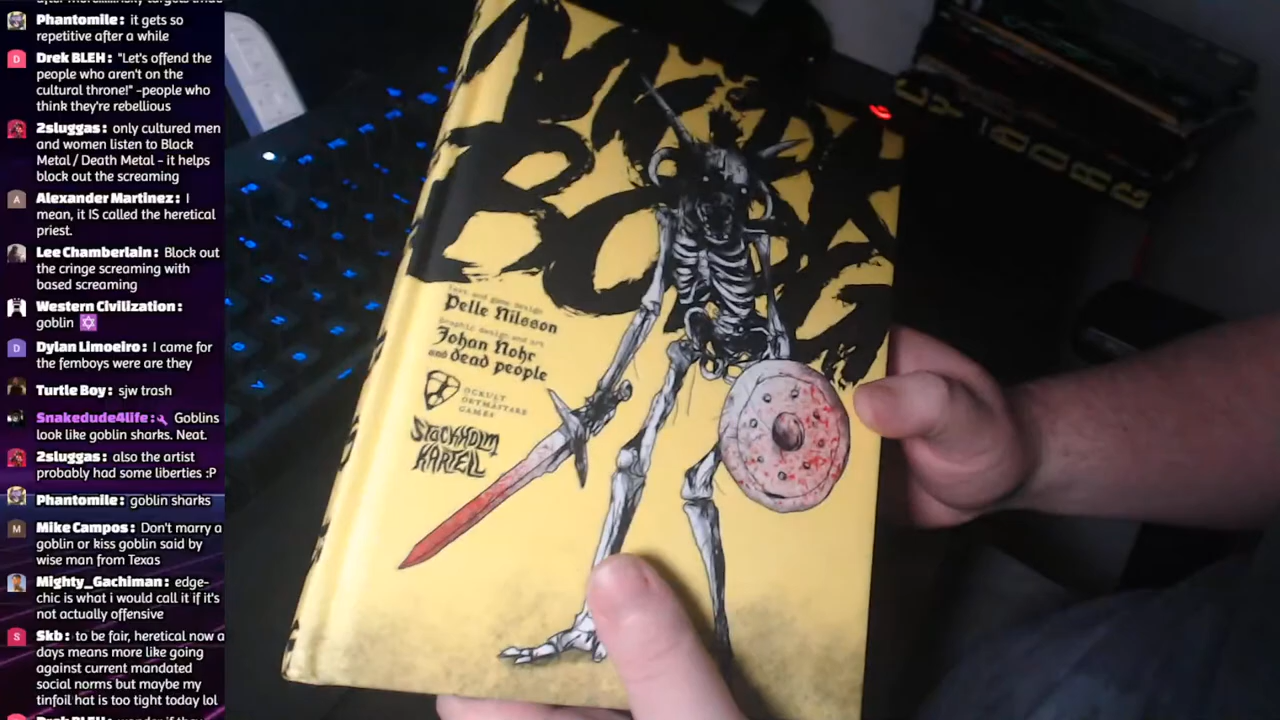 Phantomile: it gets so
repetitive after a while
Drek BLEH: "Let's offend the
people who aren't on the
cultural throne!" -people who
think they're rebellious
2sluggas: only cultured men
and women listen to Black
Metal / Death Metal - it helps
block out the screaming
Alexander Martinez: I
mean, it IS called the heretical
priest.
Lee Chamberlain: Block out
the cringe screaming with
based screaming
Western Civilization:
goblin 🔯
Dylan Limoeiro: I came for
the femboys were are they
Turtle Boy: sjw trash
Snakedude4life: Goblins
look like goblin sharks. Neat.
2sluggas: also the artist
probably had some liberties :P
Phantomile: goblin sharks
Mike Campos: Don't marry a
goblin or kiss goblin said by
wise man from Texas
Mighty_Gachiman: edge-
chic is what i would call it if it's
not actually offensive
Skb: to be fair, heretical now a
days means more like going
against current mandated
social norms but maybe my
tinfoil hat is too tight today lol
MÖRK
BORG
Text and game design
Pelle Nilsson
Graphic design and art
Johan Nohr
and dead people
OCKULT
ÖRTMÄSTARE
GAMES
STOCKHOLM
KARTELL
CY_BORG